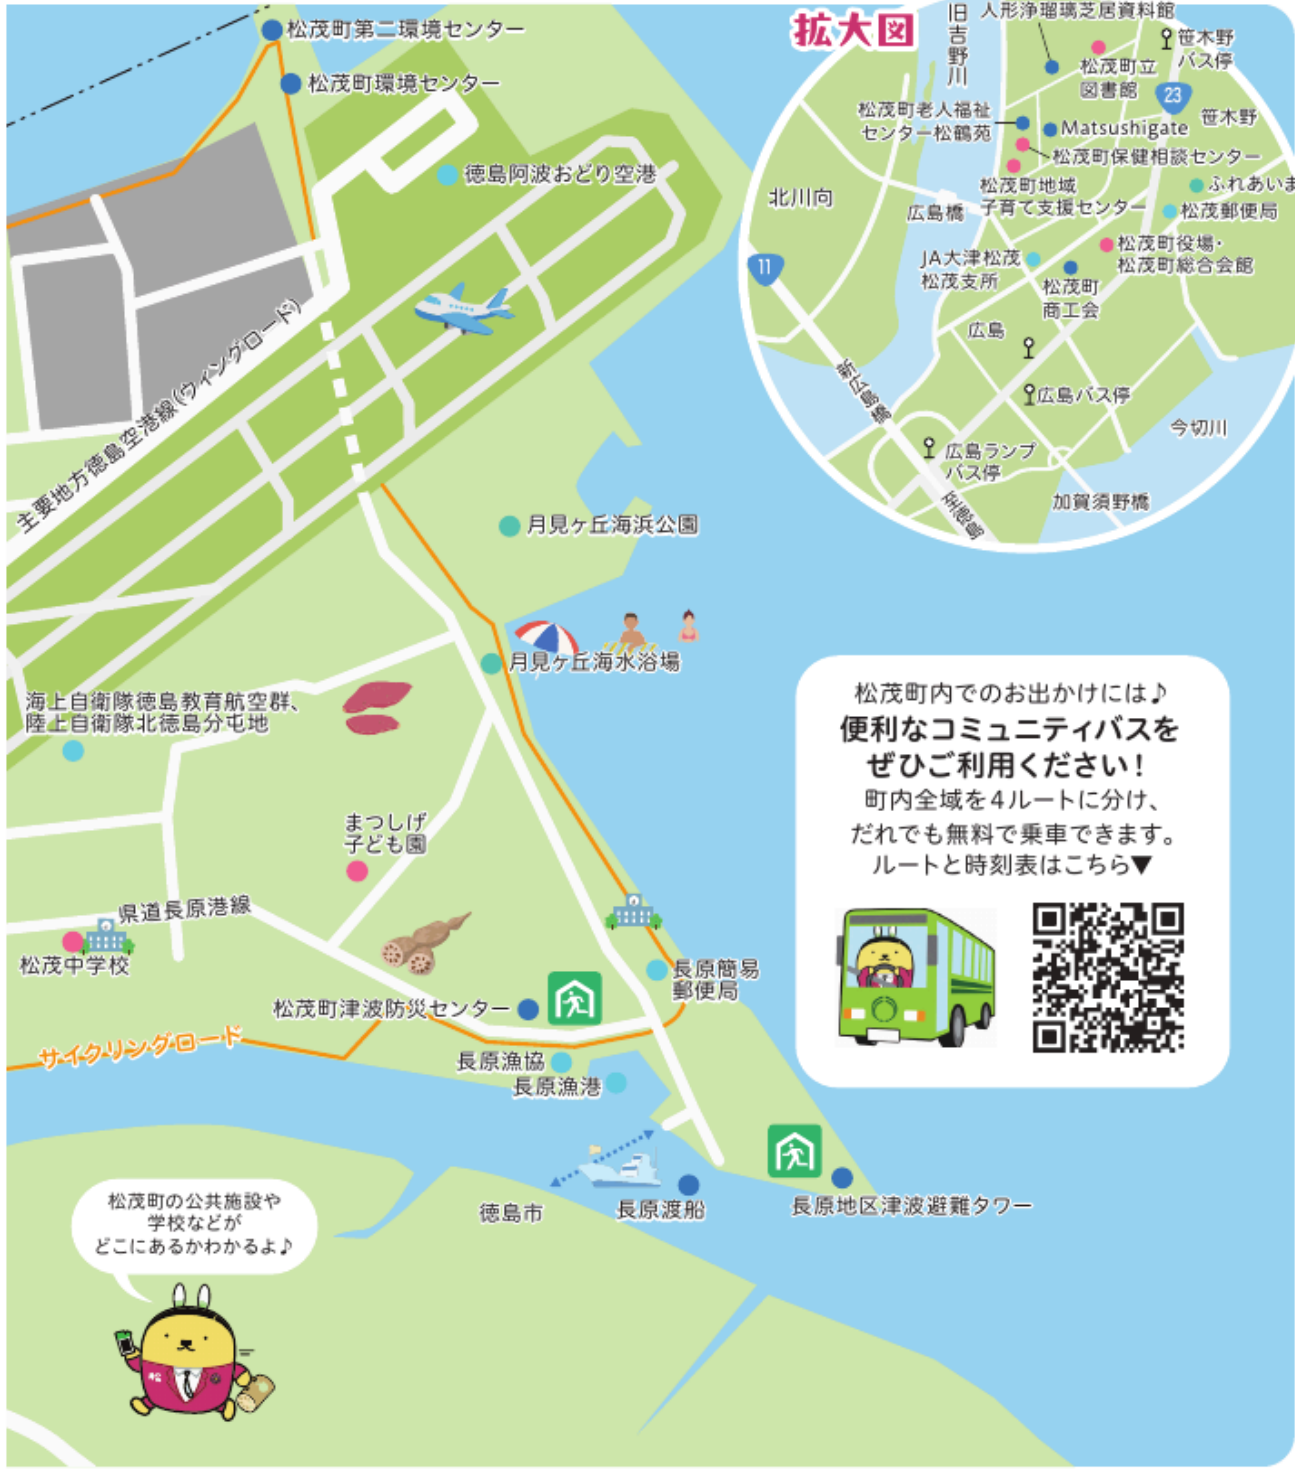 松茂町第二環境センター
松茂町環境センター
徳島阿波おどり空港
主要地方徳島空港線(ウィングロード)
拡大図
旧吉野川
人形浄瑠璃芝居資料館
笹木野
バス停
松茂町立
図書館
23
松茂町老人福祉
センター松鶴苑
Matsushigate
笹木野
松茂町保健相談センター
北川向
松茂町地域
子育て支援センター
ふれあいま
広島橋
松茂郵便局
松茂町役場・
松茂町総合会館
JA大津松茂
松茂支所
11
松茂町
商工会
広島
新広島橋
広島バス停
今切川
広島ランプ
バス停
至徳島
加賀須野橋
月見ヶ丘海浜公園
月見ヶ丘海水浴場
海上自衛隊徳島教育航空群、
陸上自衛隊北徳島分屯地
まつしげ
子ども園
県道長原港線
松茂中学校
長原簡易
郵便局
松茂町津波防災センター
サイクリングロード
長原漁協
長原漁港
徳島市
長原渡船
長原地区津波避難タワー
松茂町内でのお出かけには♪
便利なコミュニティバスを
ぜひご利用ください!
町内全域を4ルートに分け、
だれでも無料で乗車できます。
ルートと時刻表はこちら▼
松茂町の公共施設や
学校などが
どこにあるかわかるよ♪
松